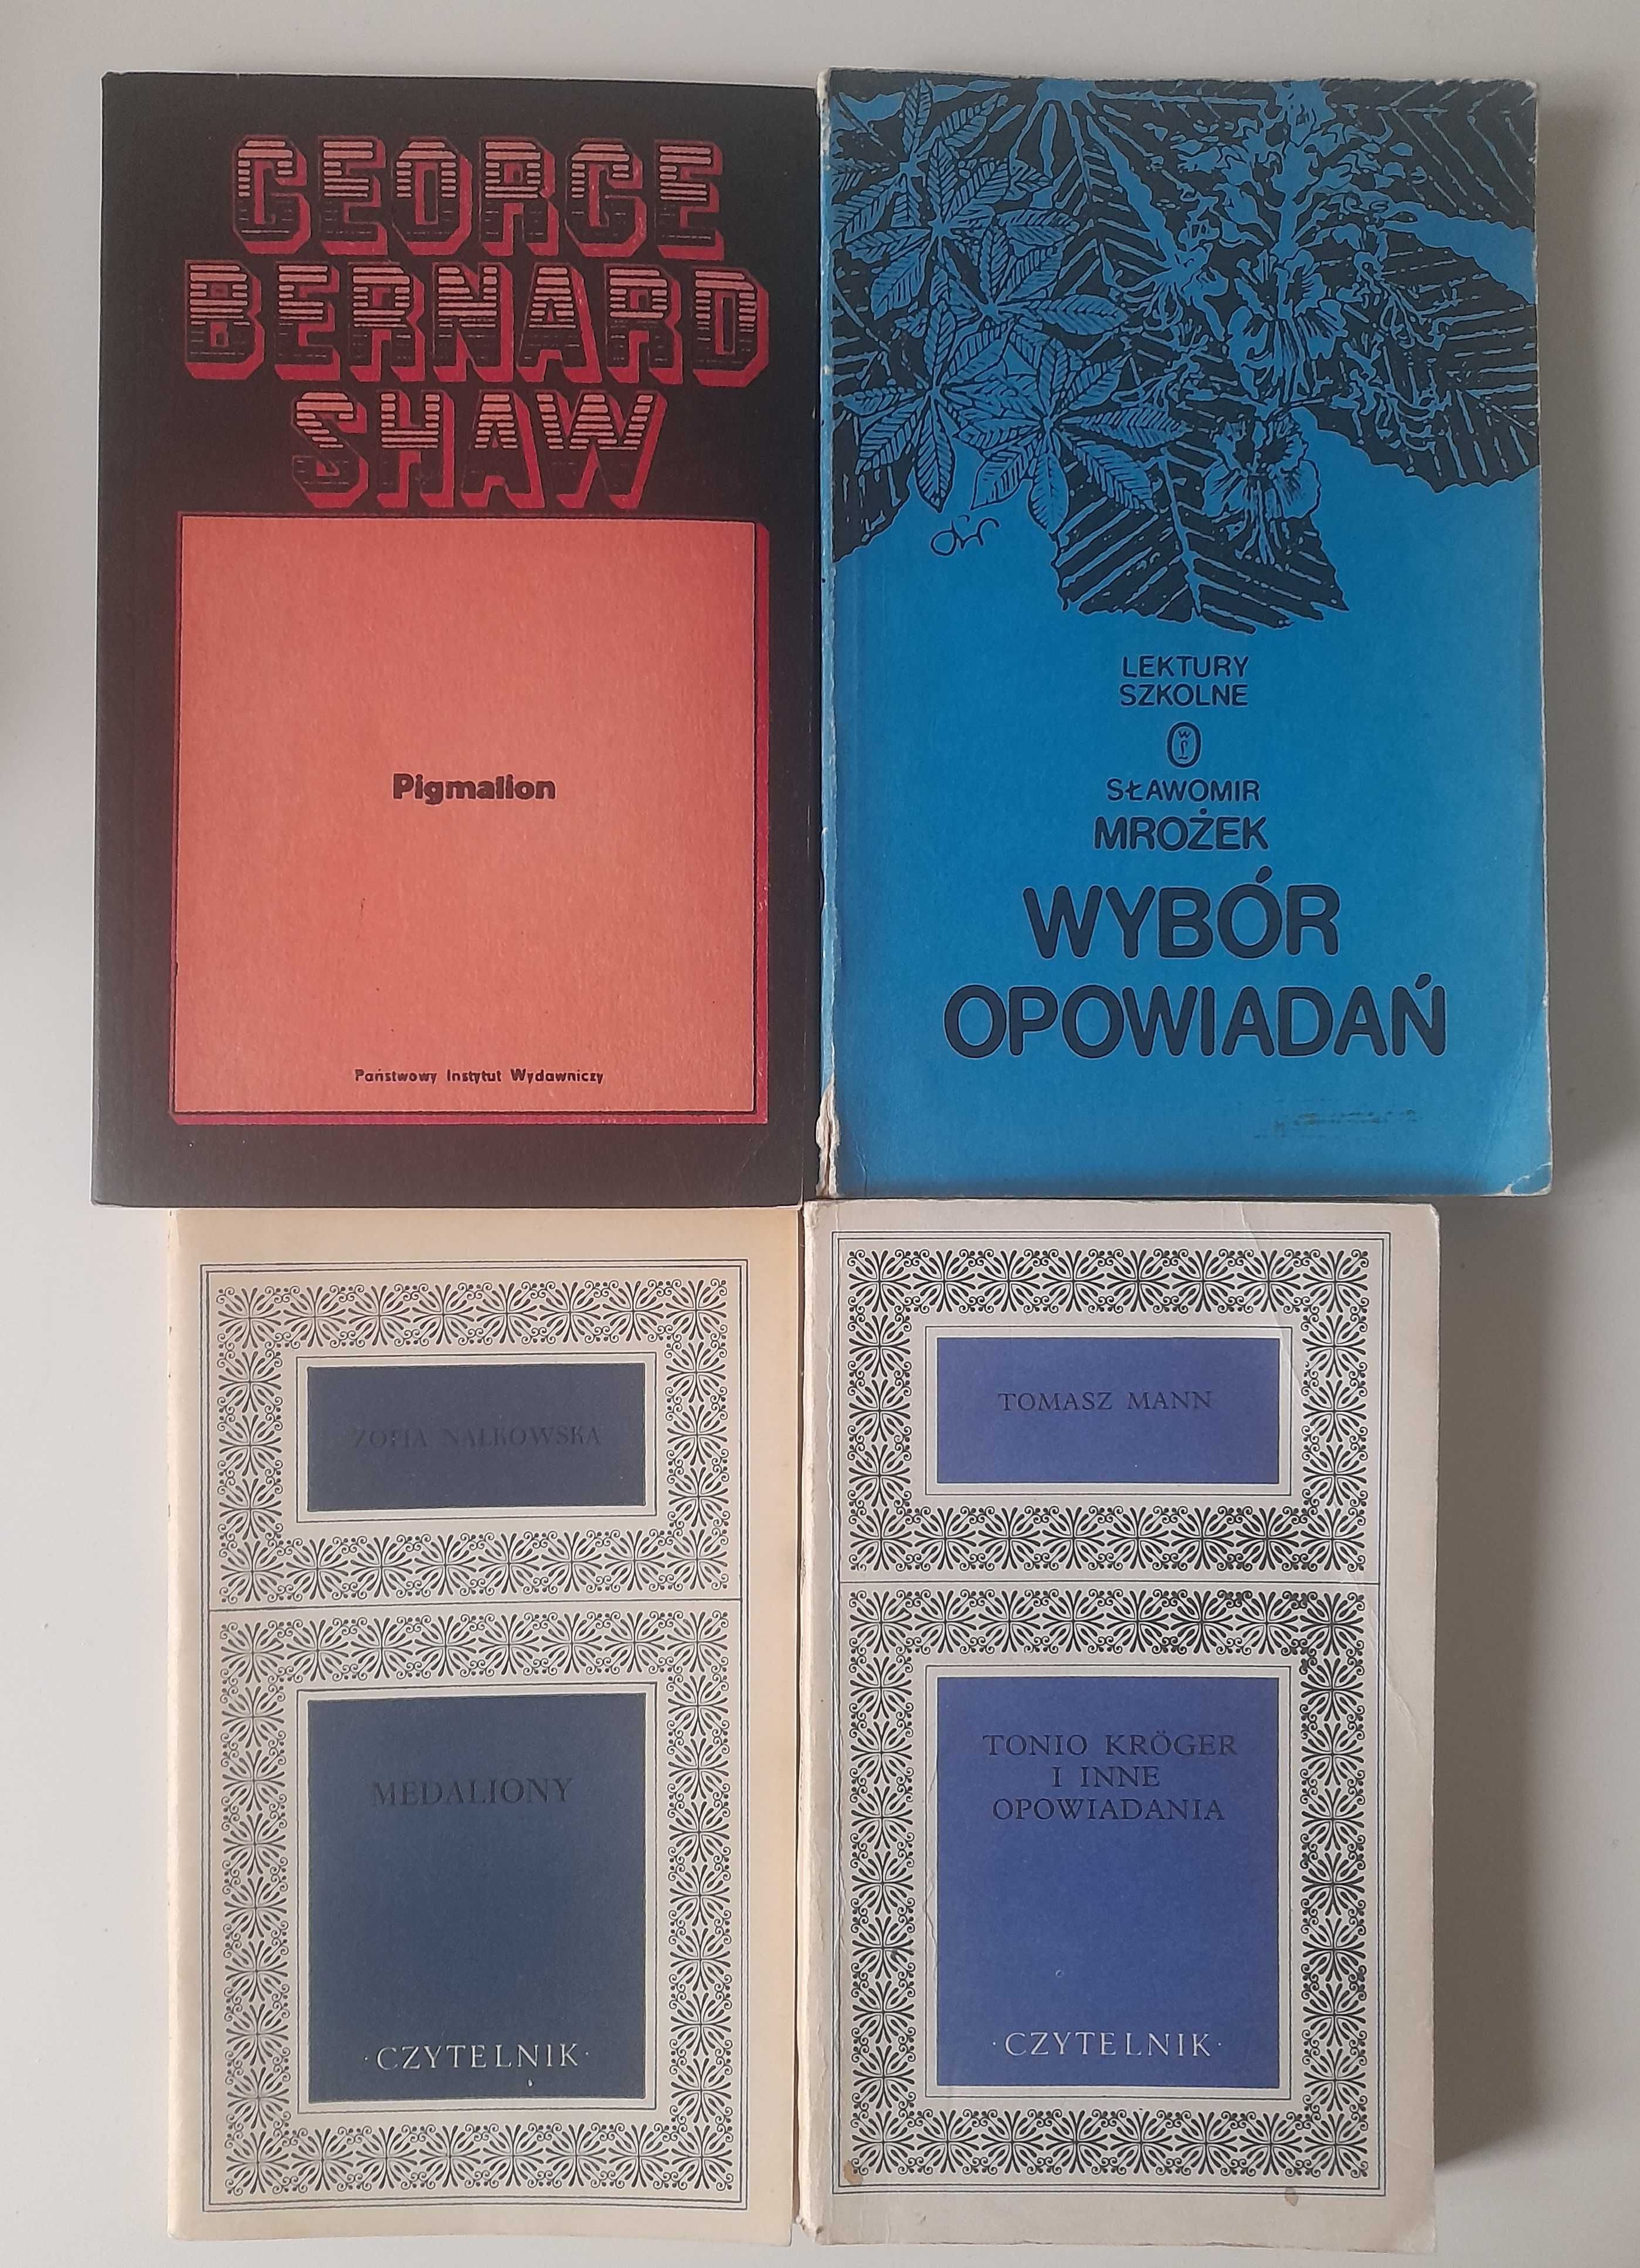 GEORGE
BERNARD
SHAW
Pigmalion
Państwowy Instytut Wydawniczy
LEKTURY
SZKOLNE
SŁAWOMIR
MROŻEK
WYBÓR
OPOWIADAŃ
ZOFIA NAŁKOWSKA
MEDALIONY
·CZYTELNIK·
TOMASZ MANN
TONIO KRÖGER
I INNE
OPOWIADANIA
·CZYTELNIK·